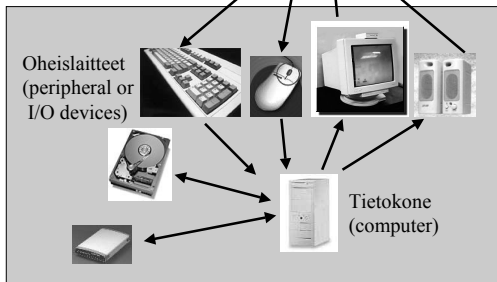 Oheislaitteet
(peripheral or
I/O devices)
Tietokone
(computer)